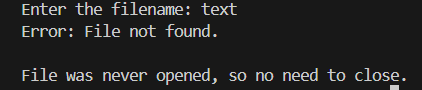 Enter the filename: text
Error: File not found.
File was never opened, so no need to close.